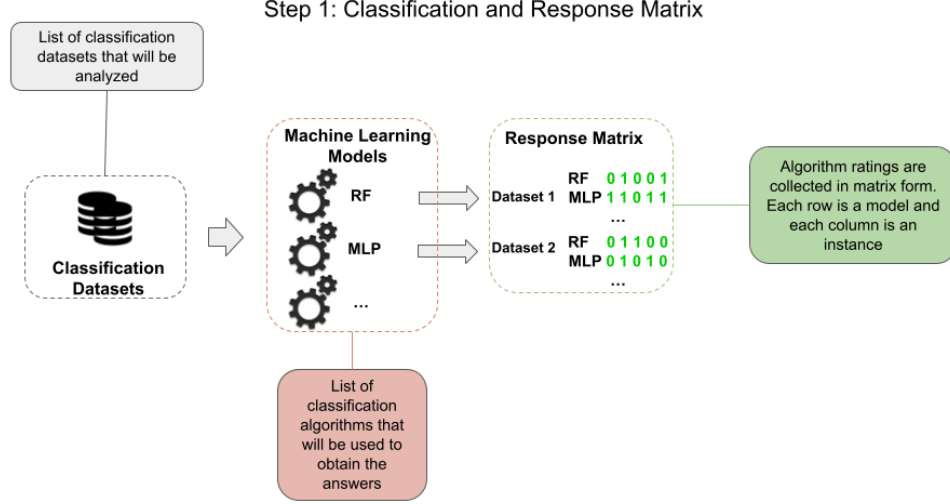 Step 1: Classification and Response Matrix
List of classification
datasets that will be
analyzed
Classification
Datasets
Machine Learning
Models
RF
MLP
...
List of
classification
algorithms that
will be used to
obtain the
answers
Response Matrix
Dataset 1
RF 0 1 0 0 1
MLP 1 1 0 1 1
...
Dataset 2
RF 0 1 1 0 0
MLP 0 1 0 1 0
...
Algorithm ratings are
collected in matrix form.
Each row is a model and
each column is an
instance